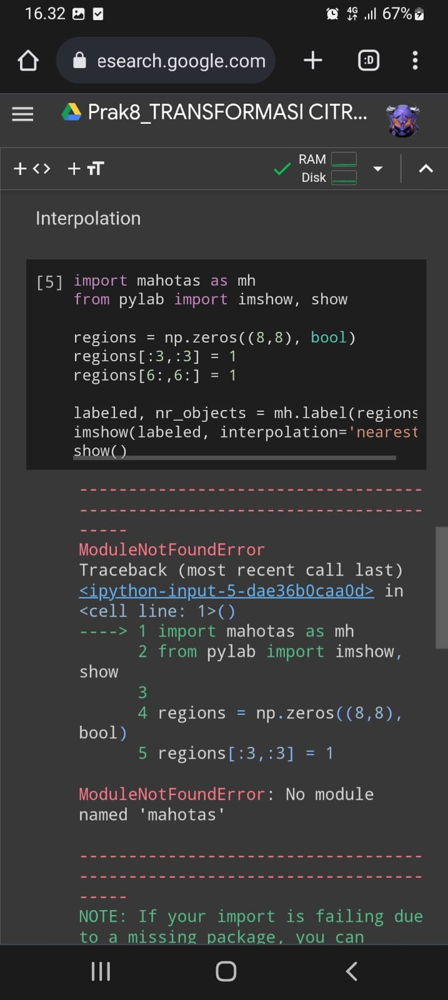 16.32 4G 67%
esearch.google.com :D
Prak8_TRANSFORMASI CITR...
RAM
Disk
Interpolation
[5] import mahotas as mh
from pylab import imshow, show
regions = np.zeros((8,8), bool)
regions[:3,:3] = 1
regions[6:,6:] = 1
labeled, nr_objects = mh.label(regions
imshow(labeled, interpolation='nearest
show()
-----------------------------------
-----------------------------------
-----
ModuleNotFoundError
Traceback (most recent call last)
<ipython-input-5-dae36b0caa0d> in
<cell line: 1>()
----> 1 import mahotas as mh
2 from pylab import imshow,
show
3
4 regions = np.zeros((8,8),
bool)
5 regions[:3,:3] = 1
ModuleNotFoundError: No module
named 'mahotas'
-----------------------------------
-----------------------------------
-----
NOTE: If your import is failing due
to a missing package, you can